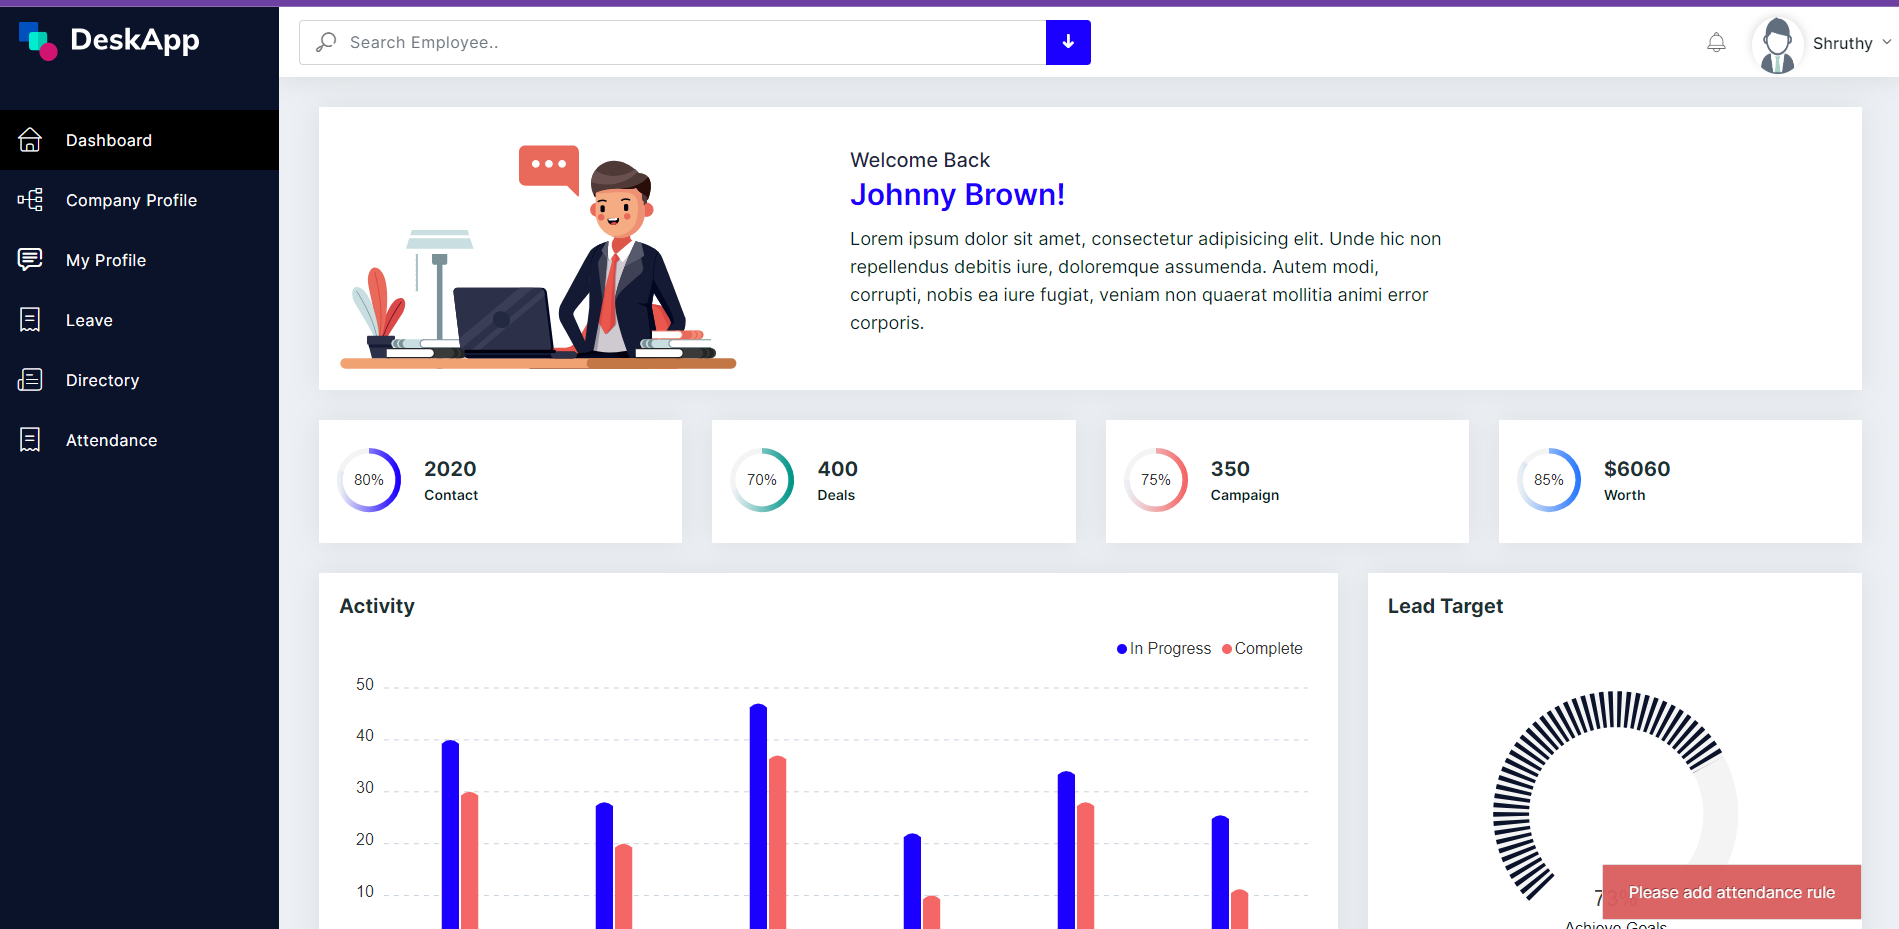 DeskApp
Search Employee..
Shruthy
Dashboard
Company Profile
My Profile
Leave
Directory
Attendance
Welcome Back
Johnny Brown!
Lorem ipsum dolor sit amet, consectetur adipisicing elit. Unde hic non
repellendus debitis iure, doloremque assumenda. Autem modi,
corrupti, nobis ea iure fugiat, veniam non quaerat mollitia animi error
corporis.
80%
2020
Contact
70%
400
Deals
75%
350
Campaign
85%
$6060
Worth
Activity
In Progress
Complete
50
40
30
20
10
Lead Target
73%
Please add attendance rule
Achieve Goals